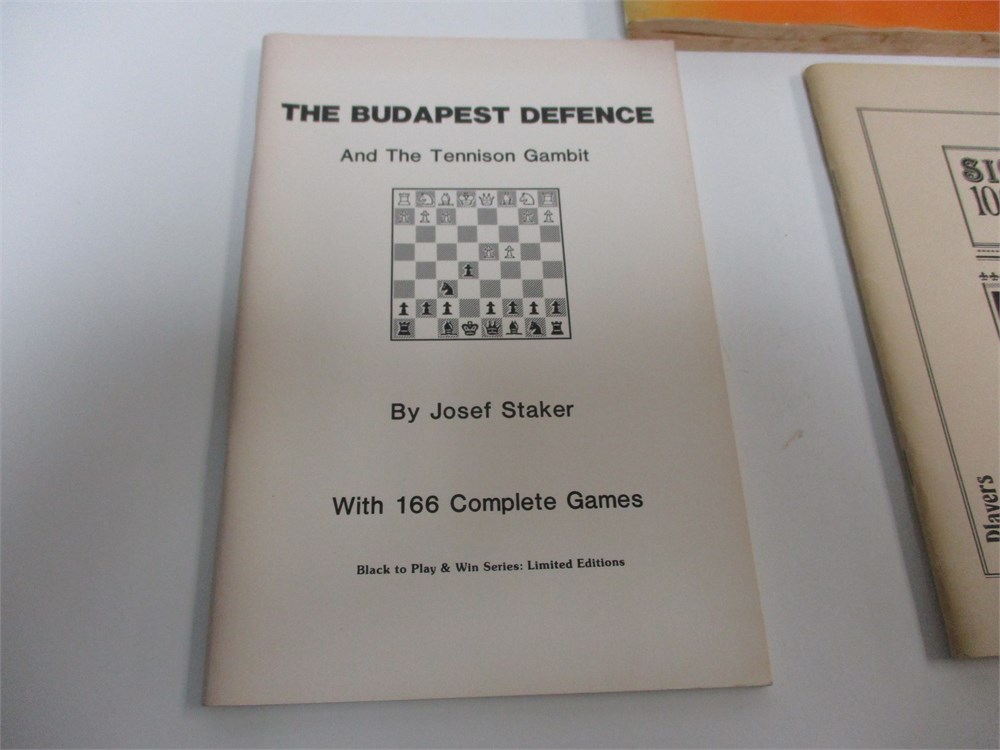 THE BUDAPEST DEFENCE
And The Tennison Gambit
By Josef Staker
With 166 Complete Games
Black to Play & Win Series: Limited Editions
Players